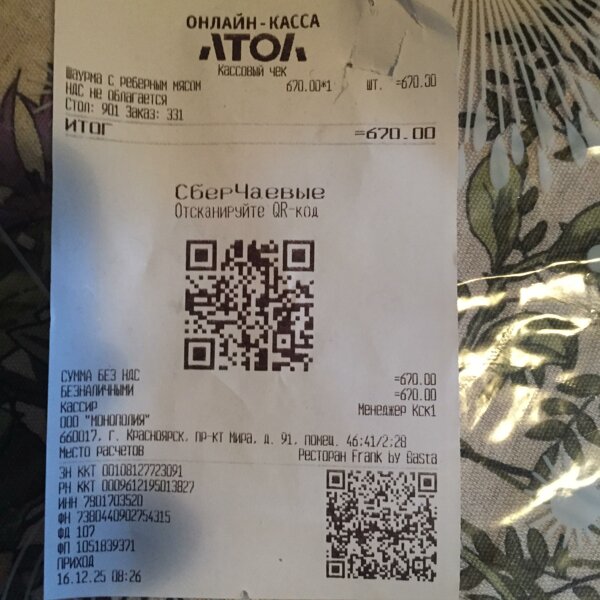 ОНЛАЙН-КАССА
АТОЛ
Кассовый чек
Шаурма с реберным мясом 670.00*1 шт. =670.00
НДС не облагается
Стол: 901 Заказ: 331
ИТОГ =670.00
СберЧаевые
Отсканируйте QR-код
СУММА БЕЗ НДС =670.00
БЕЗНАЛИЧНЫМИ =670.00
Кассир Менеджер Кск1
ООО "МОНОПОЛИЯ"
660017, г. Красноярск, пр-кт Мира, д. 91, помещ. 46:41/2:28
Место расчетов Ресторан Frank by Баsta
ЗН ККТ 00108127723091
РН ККТ 0009612195013827
ИНН 7801703520
ФН 7380440902754315
ФД 107
ФП 1051839371
ПРИХОД
16.12.25 08:26